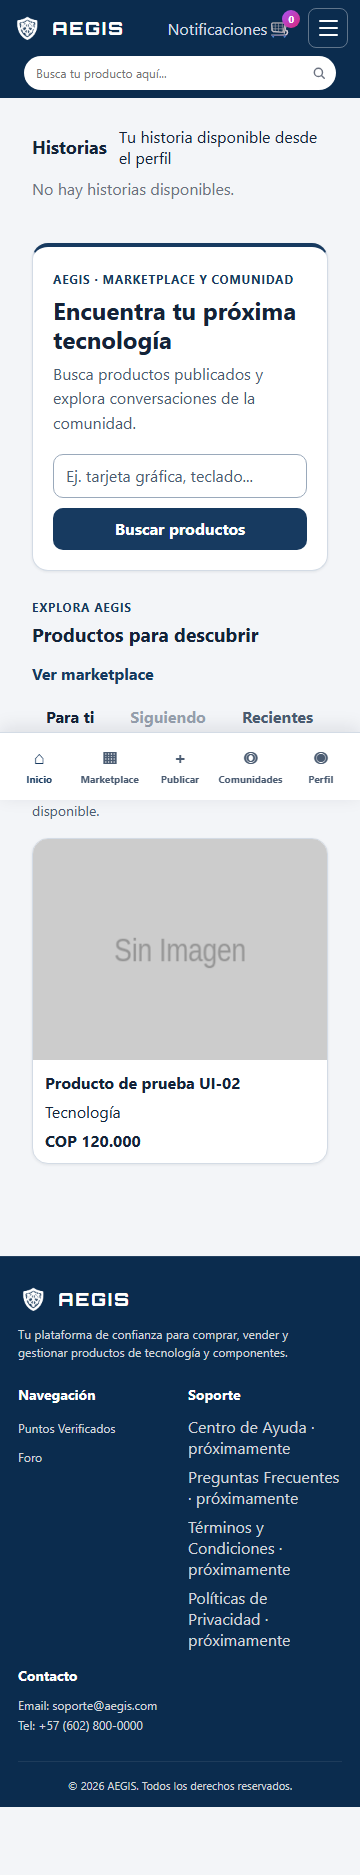 AEGIS
Notificaciones
0
Busca tu producto aquí...
Historias
Tu historia disponible desde
el perfil
No hay historias disponibles.
AEGIS · MARKETPLACE Y COMUNIDAD
Encuentra tu próxima
tecnología
Busca productos publicados y
explora conversaciones de la
comunidad.
Ej. tarjeta gráfica, teclado...
Buscar productos
EXPLORA AEGIS
Productos para descubrir
Ver marketplace
Para ti
Siguiendo
Recientes
Inicio
Marketplace
Publicar
Comunidades
Perfil
disponible.
Sin Imagen
Producto de prueba UI-02
Tecnología
COP 120.000
AEGIS
Tu plataforma de confianza para comprar, vender y
gestionar productos de tecnología y componentes.
Navegación
Puntos Verificados
Foro
Soporte
Centro de Ayuda ·
próximamente
Preguntas Frecuentes
· próximamente
Términos y
Condiciones ·
próximamente
Políticas de
Privacidad ·
próximamente
Contacto
Email: soporte@aegis.com
Tel: +57 (602) 800-0000
© 2026 AEGIS. Todos los derechos reservados.